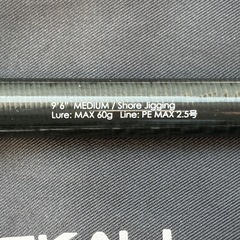 9'6" MEDIUM / Shore Jigging
Lure: MAX 60g Line: PE MAX 2.5号